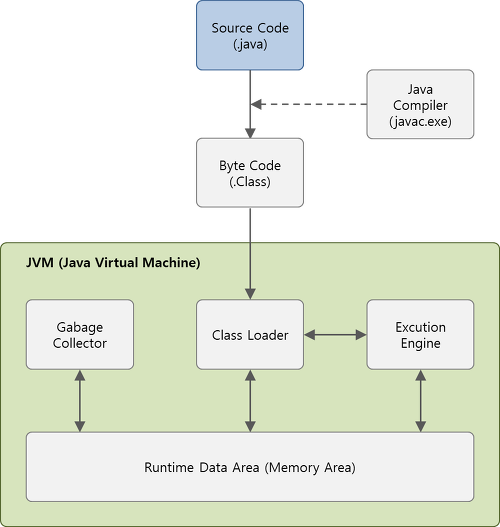 Source Code
(.java)
Java
Compiler
(javac.exe)
Byte Code
(.Class)
JVM (Java Virtual Machine)
Gabage
Collector
Class Loader
Excution
Engine
Runtime Data Area (Memory Area)